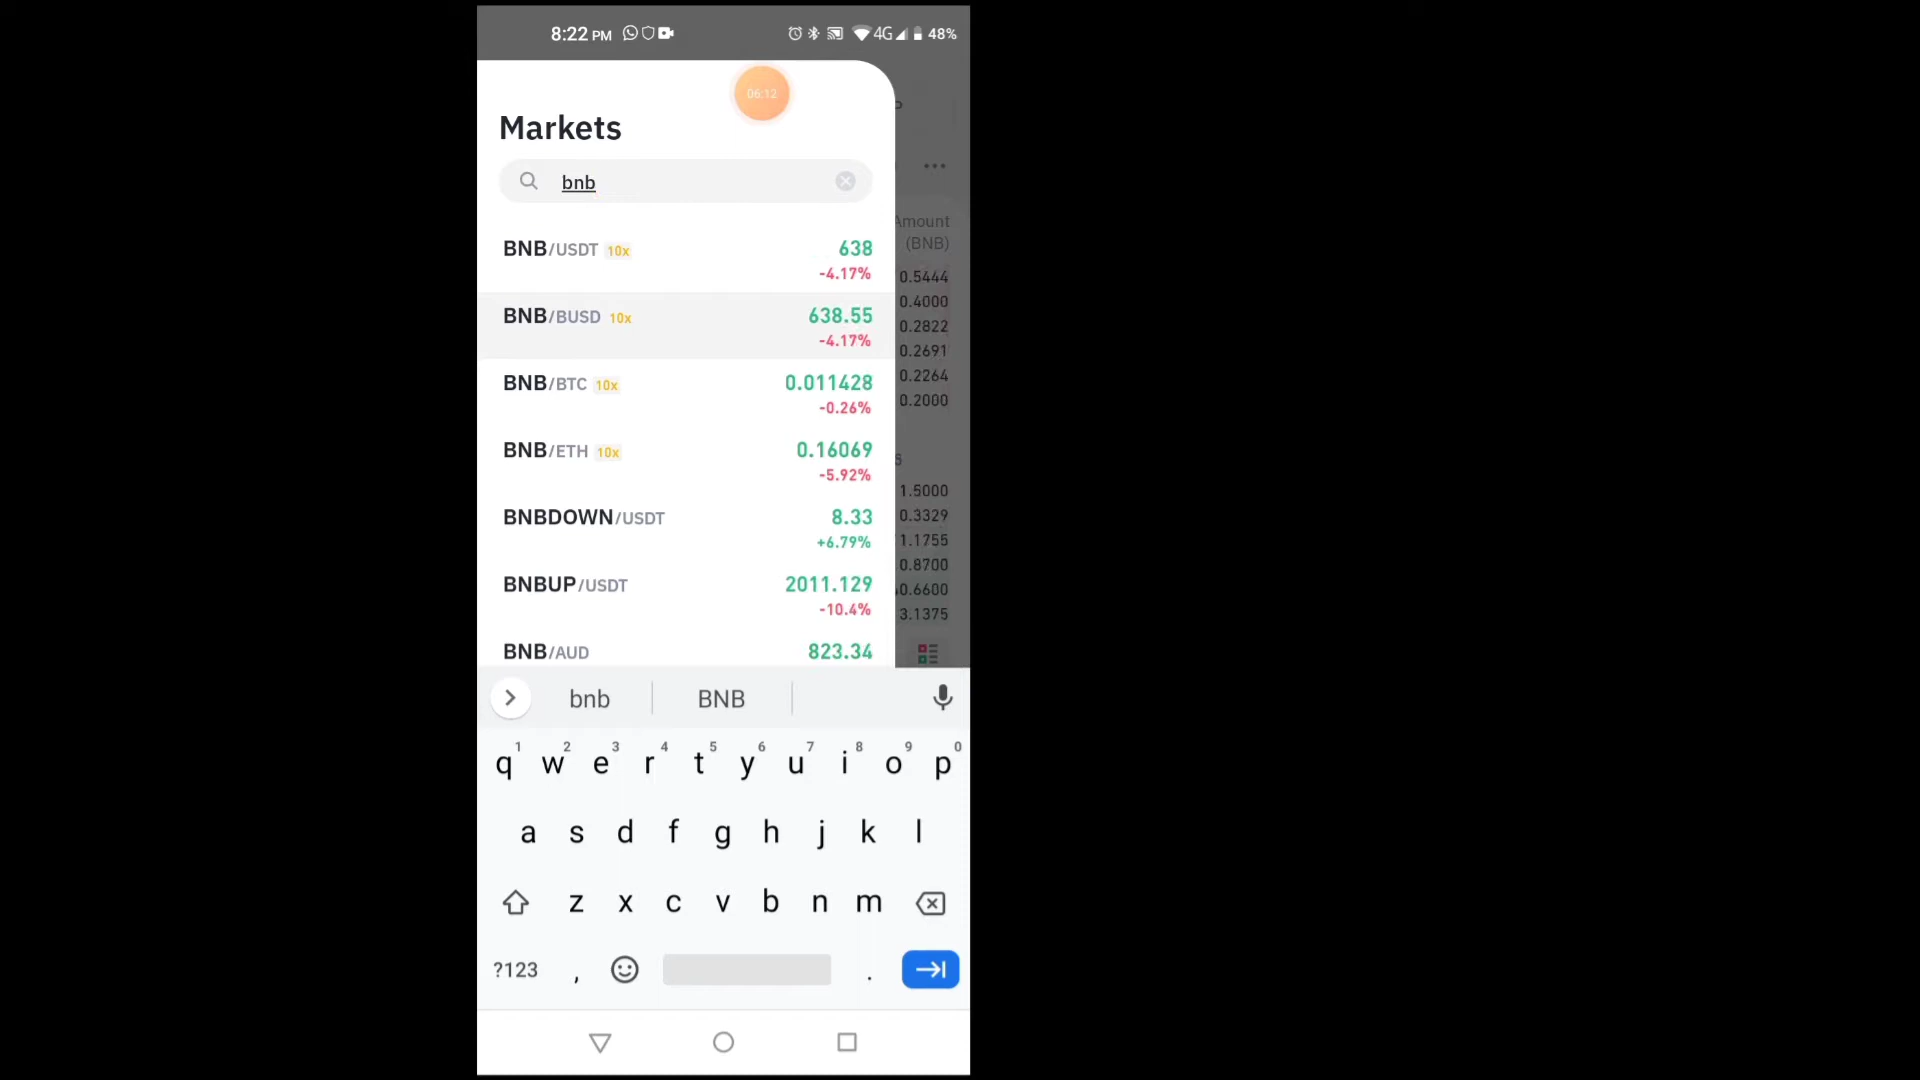 8:22 PM 4G 48%
06:12
Markets
bnb
Amount
(BNB)
BNB/USDT 10x 638
-4.17%
0.5444
0.4000
BNB/BUSD 10x 638.55
-4.17%
0.2822
0.2691
BNB/BTC 10x 0.011428
-0.26%
0.2264
0.2000
BNB/ETH 10x 0.16069
-5.92%
1.5000
BNBDOWN/USDT 8.33
+6.79%
0.3329
1.1755
0.8700
BNBUP/USDT 2011.129
-10.4%
0.6600
3.1375
BNB/AUD 823.34
bnb BNB
1 2 3 4 5 6 7 8 9 0
q w e r t y u i o p
a s d f g h j k l
z x c v b n m
?123 , .